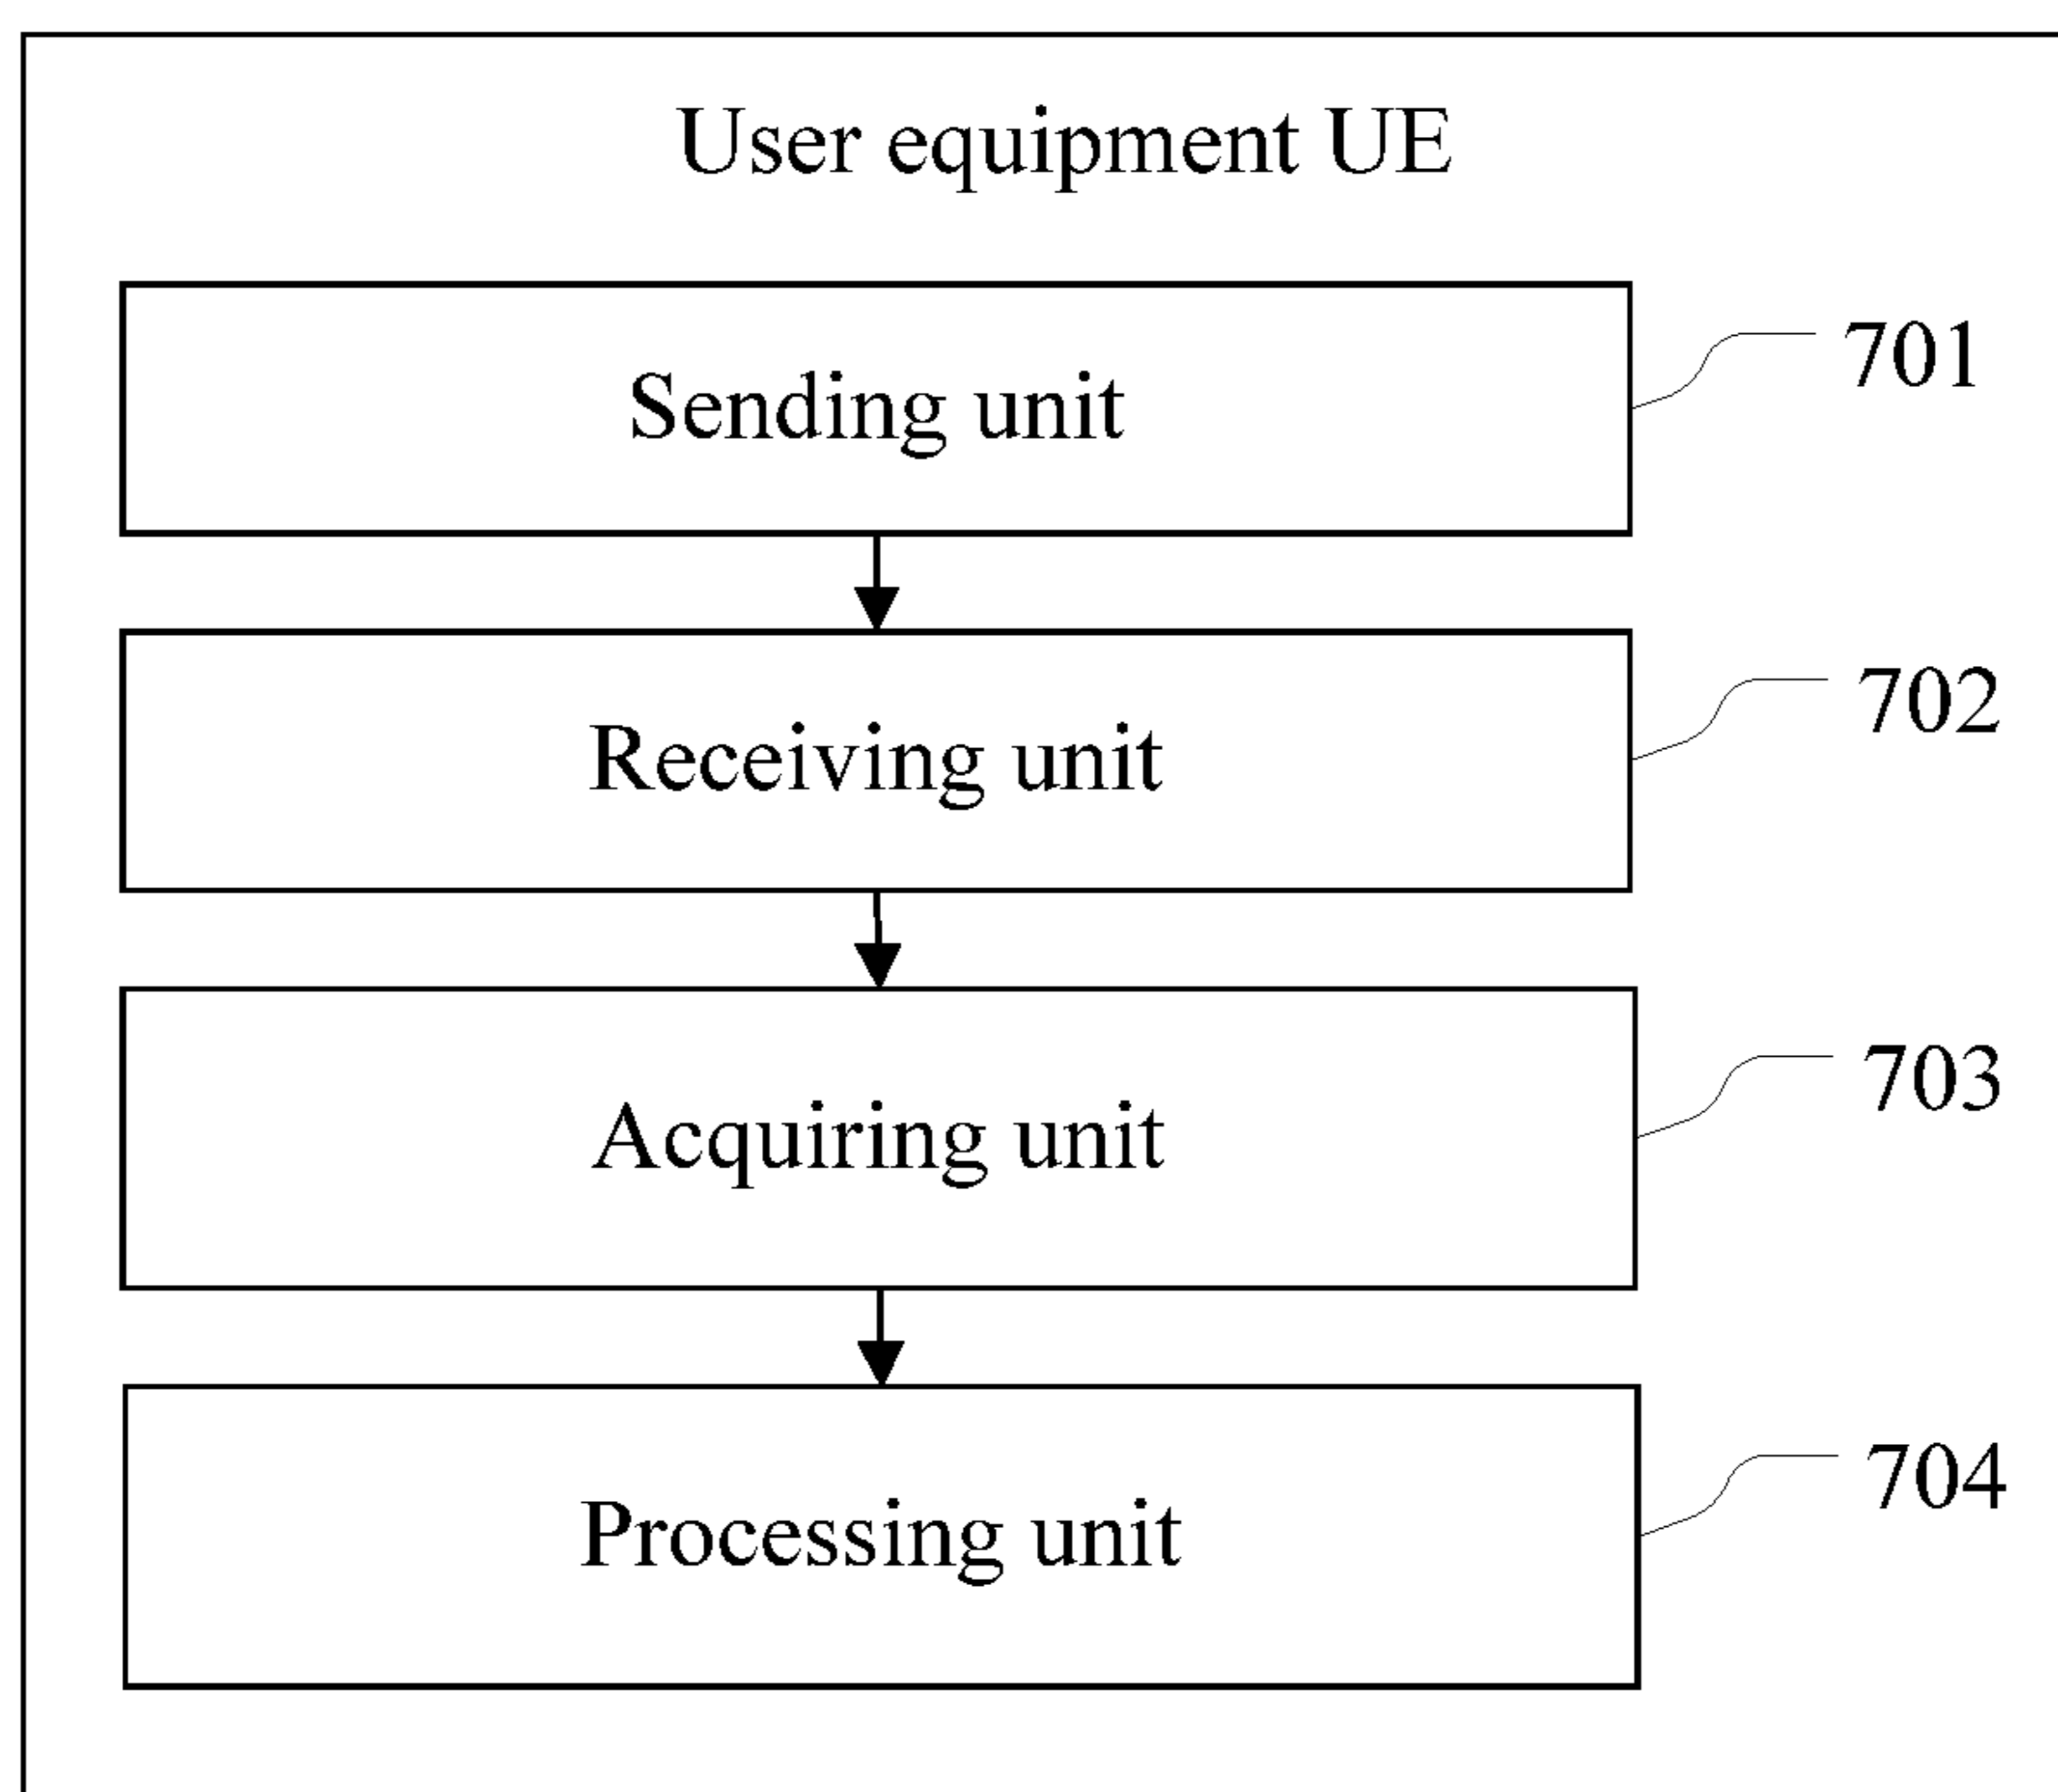 User equipment UE
Sending unit
701
Receiving unit
702
Acquiring unit
703
Processing unit
704